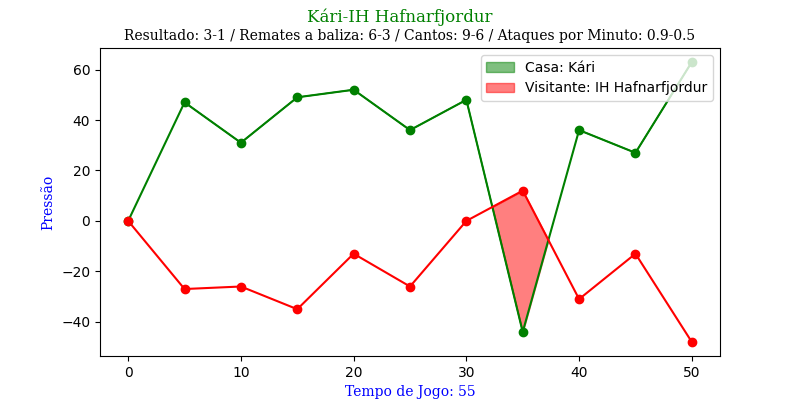 Kári-IH Hafnarfjordur
Resultado: 3-1 / Remates a baliza: 6-3 / Cantos: 9-6 / Ataques por Minuto: 0.9-0.5
Casa: Kári
Visitante: IH Hafnarfjordur
Pressão
60
40
20
0
−20
−40
0 10 20 30 40 50
Tempo de Jogo: 55